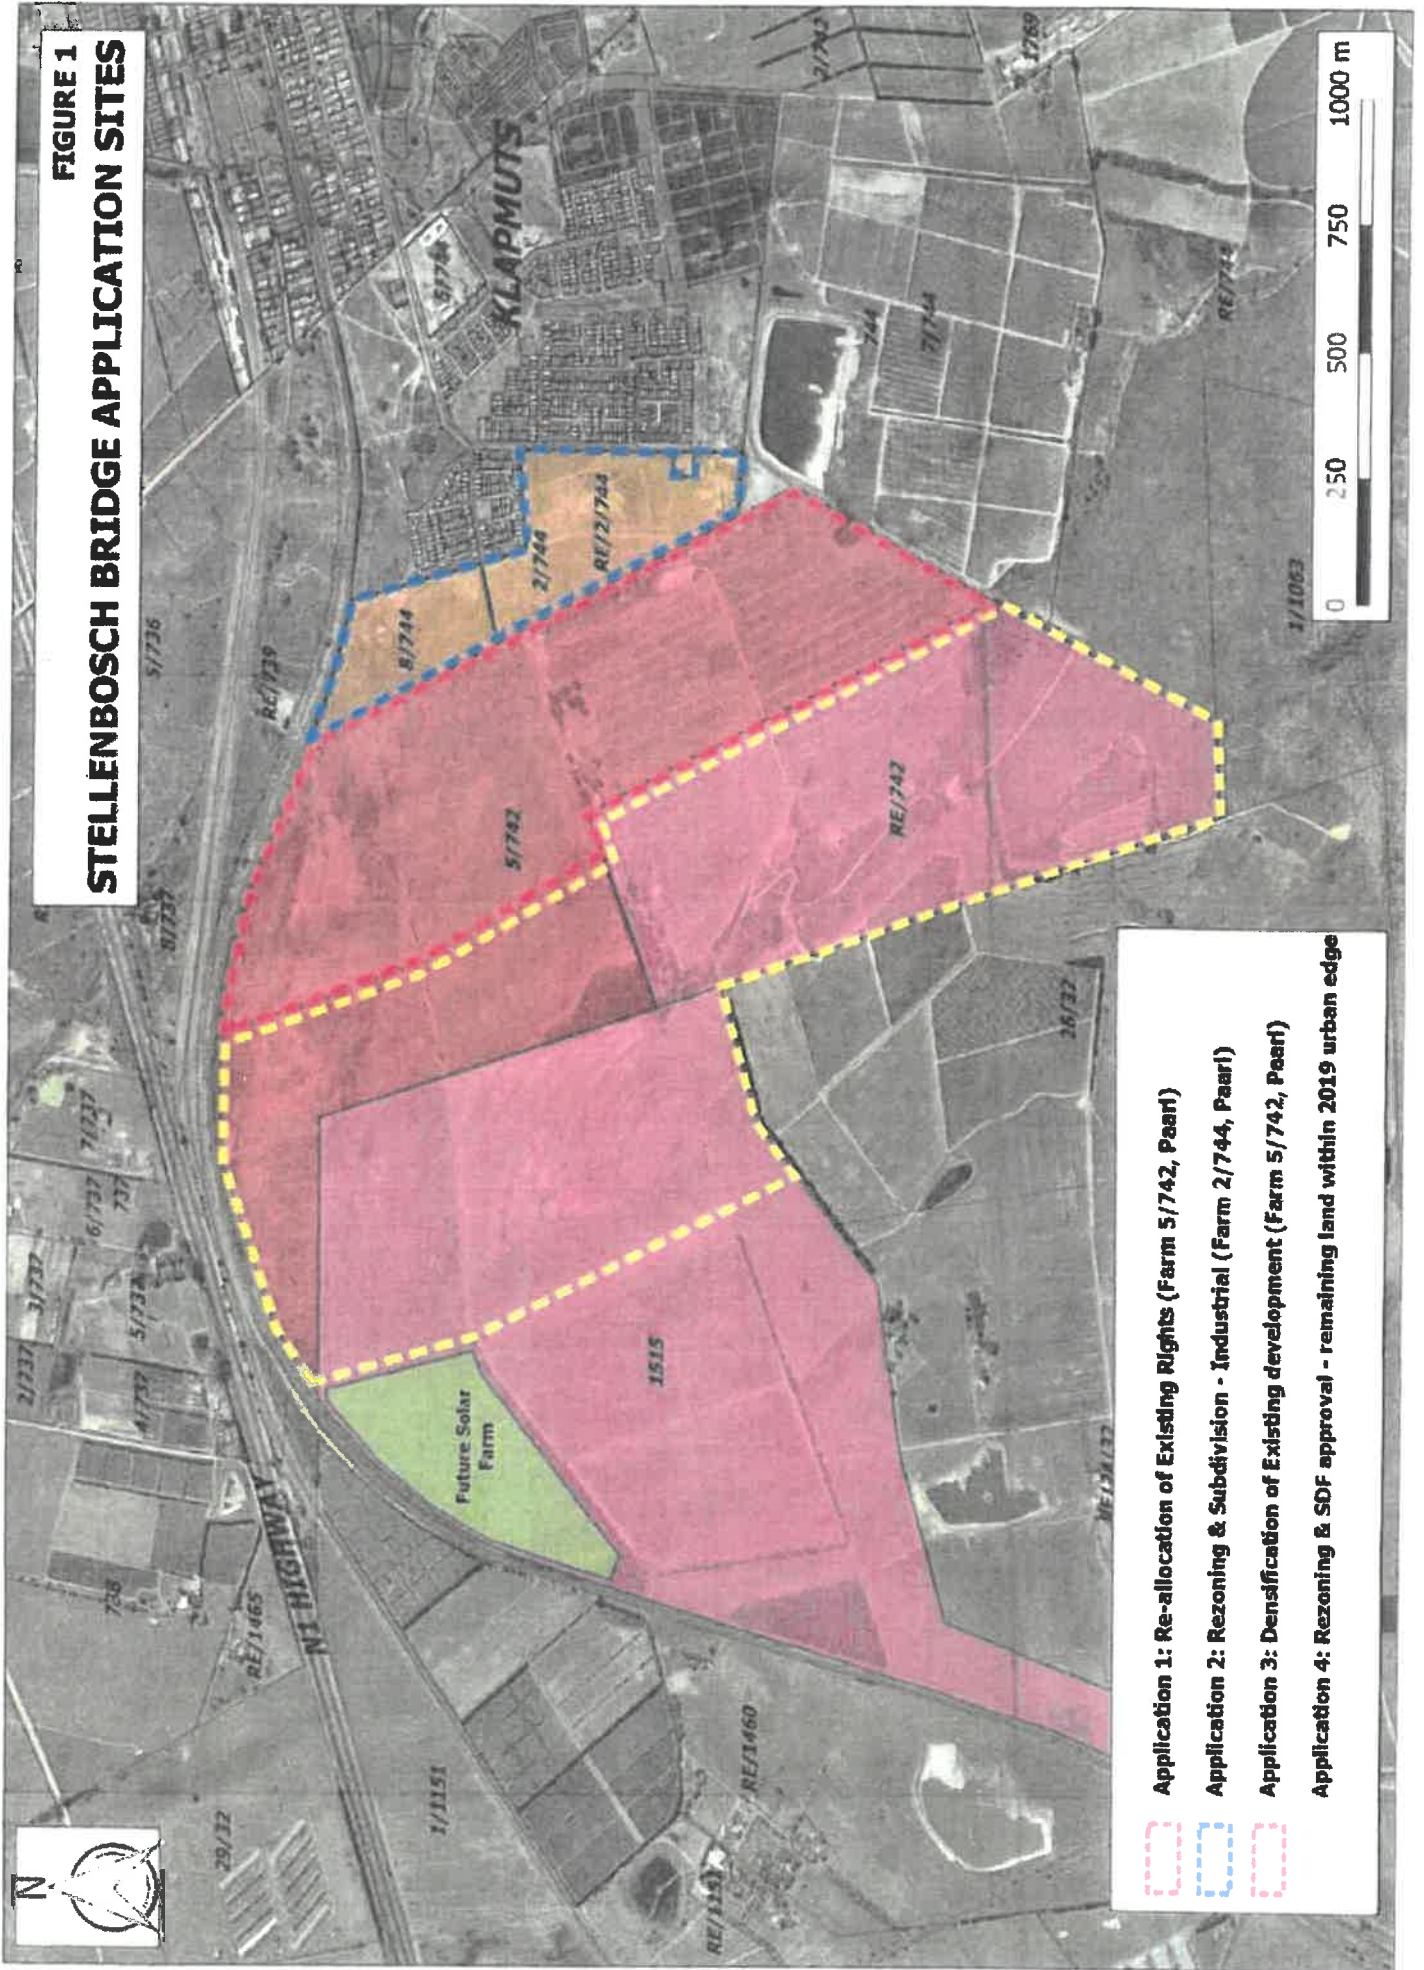 FIGURE 1
STELLENBOSCH BRIDGE APPLICATION SITES
N
29/32
1/1151
RE/1460
738
RE/1465
N1 HIGHWAY
2/737
3/737
4/737
5/737
6/737
737
7/737
8/737
5/736
RE/739
8/744
2/744
RE/2/744
KLAPMUTS
5/742
RE/742
1515
Future Solar
Farm
744
7/744
2/742
1769
1/1063
26/32
0 250 500 750 1000 m
Application 1: Re-allocation of Existing Rights (Farm 5/742, Paarl)
Application 2: Rezoning & Subdivision - Industrial (Farm 2/744, Paarl)
Application 3: Densification of Existing development (Farm 5/742, Paarl)
Application 4: Rezoning & SDF approval - remaining land within 2019 urban edge